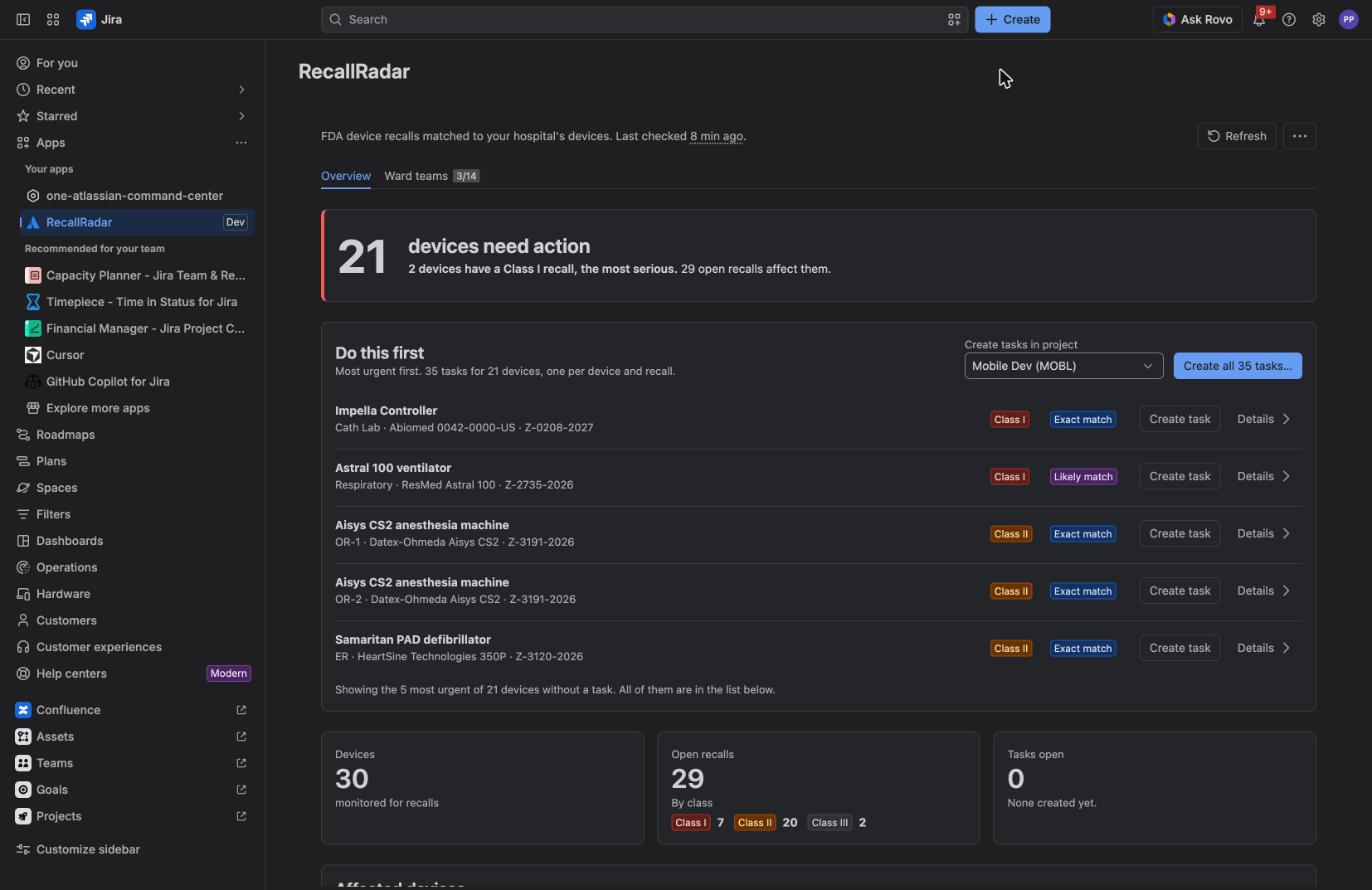 Jira
Search
Create
Ask Rovo
9+
PP
For you
Recent
Starred
Apps
Your apps
one-atlassian-command-center
RecallRadar
Dev
Recommended for your team
Capacity Planner - Jira Team & Re...
Timepiece - Time in Status for Jira
Financial Manager - Jira Project C...
Cursor
GitHub Copilot for Jira
Explore more apps
Roadmaps
Plans
Spaces
Filters
Dashboards
Operations
Hardware
Customers
Customer experiences
Help centers
Modern
Confluence
Assets
Teams
Goals
Projects
Customize sidebar
RecallRadar
FDA device recalls matched to your hospital's devices. Last checked 8 min ago.
Refresh
Overview
Ward teams 3/14
21
devices need action
2 devices have a Class I recall, the most serious. 29 open recalls affect them.
Do this first
Most urgent first. 35 tasks for 21 devices, one per device and recall.
Create tasks in project
Mobile Dev (MOBL)
Create all 35 tasks...
Impella Controller
Cath Lab · Abiomed 0042-0000-US · Z-0208-2027
Class I
Exact match
Create task
Details
Astral 100 ventilator
Respiratory · ResMed Astral 100 · Z-2735-2026
Class I
Likely match
Create task
Details
Aisys CS2 anesthesia machine
OR-1 · Datex-Ohmeda Aisys CS2 · Z-3191-2026
Class II
Exact match
Create task
Details
Aisys CS2 anesthesia machine
OR-2 · Datex-Ohmeda Aisys CS2 · Z-3191-2026
Class II
Exact match
Create task
Details
Samaritan PAD defibrillator
ER · HeartSine Technologies 350P · Z-3120-2026
Class II
Exact match
Create task
Details
Showing the 5 most urgent of 21 devices without a task. All of them are in the list below.
Devices
30
monitored for recalls
Open recalls
29
By class
Class I 7 Class II 20 Class III 2
Tasks open
0
None created yet.
Affected devices